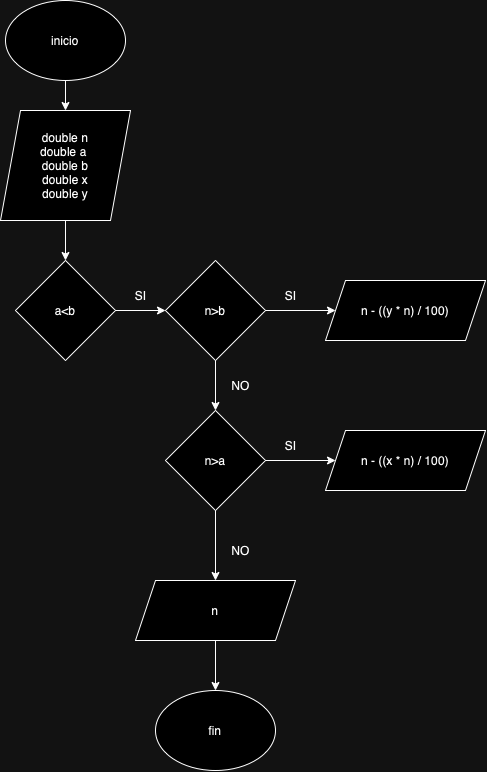 inicio
double n
double a
double b
double x
double y
a<b
SI
n>b
SI
n - ((y * n) / 100)
NO
n>a
SI
n - ((x * n) / 100)
NO
n
fin